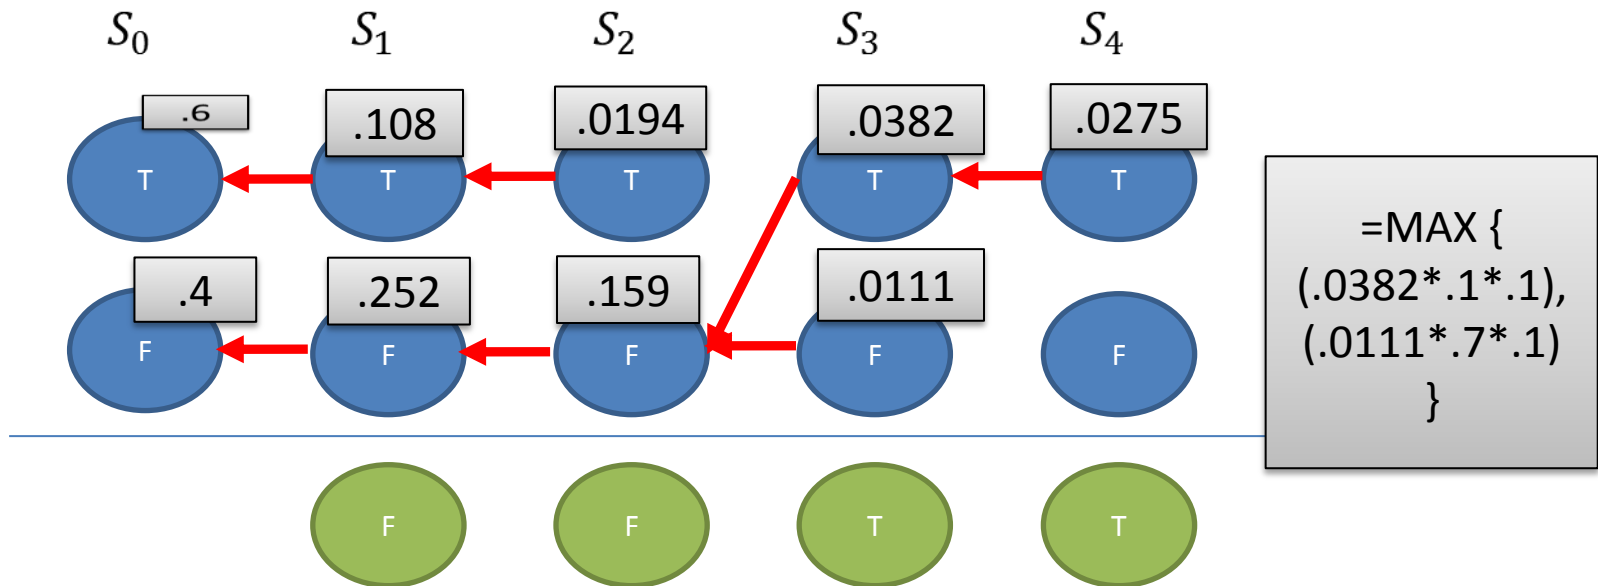 S₀ S₁ S₂ S₃ S₄
.6 .108 .0194 .0382 .0275
T T T T T
.4 .252 .159 .0111
F F F F F
=MAX {
(.0382*.1*.1),
(.0111*.7*.1)
}
F F T T